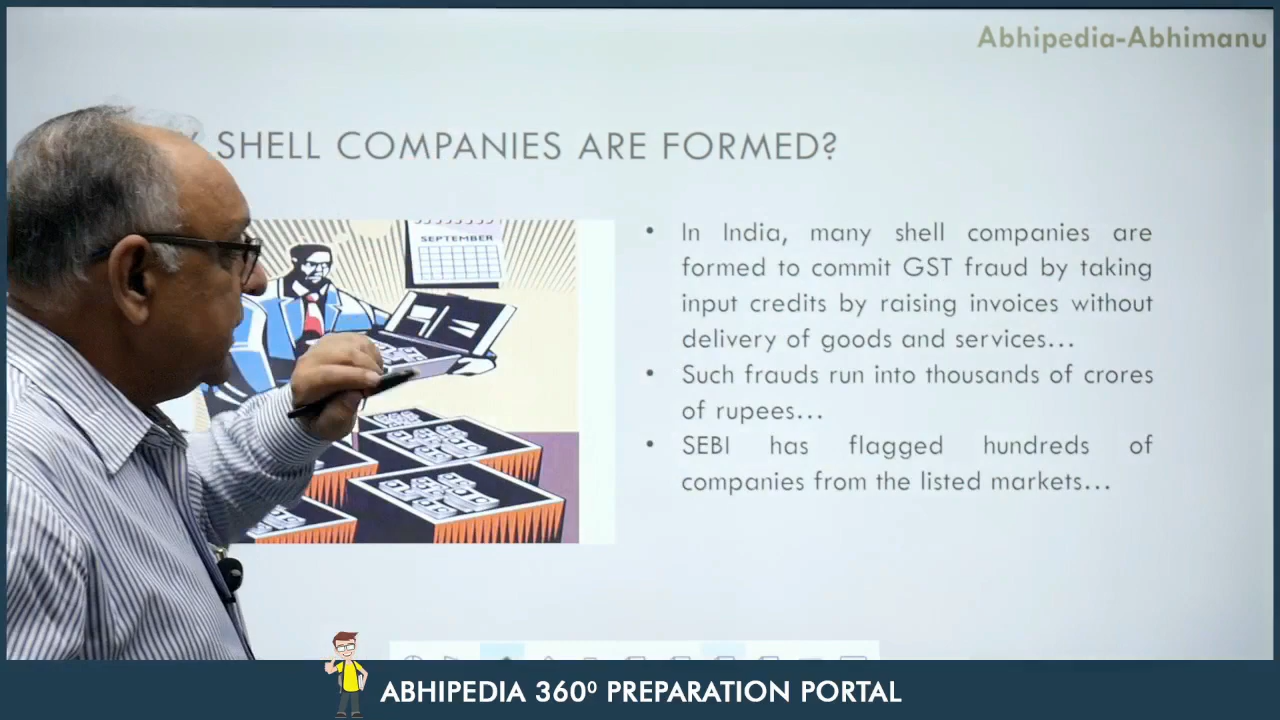 Abhipedia-Abhimanu
SHELL COMPANIES ARE FORMED?
SEPTEMBER
• In India, many shell companies are
formed to commit GST fraud by taking
input credits by raising invoices without
delivery of goods and services...
• Such frauds run into thousands of crores
of rupees...
• SEBI has flagged hundreds of
companies from the listed markets...
ABHIPEDIA 360º PREPARATION PORTAL